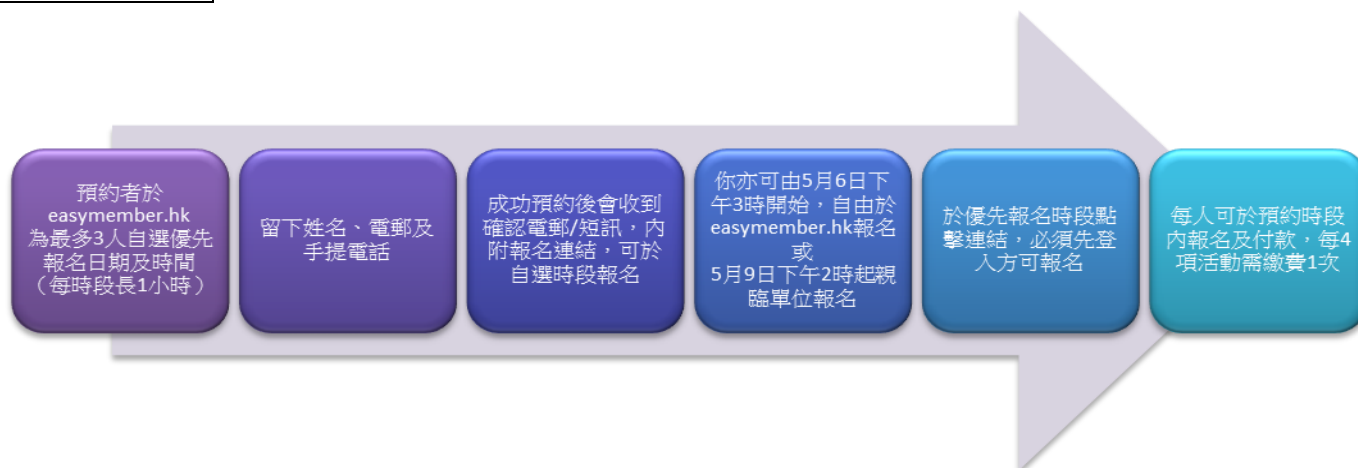 預約者於
easymember.hk
為最多3人自選優先
報名日期及時間
（每時段長1小時）
留下姓名、電郵及
手提電話
成功預約後會收到
確認電郵/短訊，內
附報名連結，可於
自選時段報名
你亦可由5月6日下
午3時開始，自由於
easymember.hk報名
或
5月9日下午2時起親
臨單位報名
於優先報名時段點
擊連結，必須先登
入方可報名
每人可於預約時段
內報名及付款，每4
項活動需繳費1次